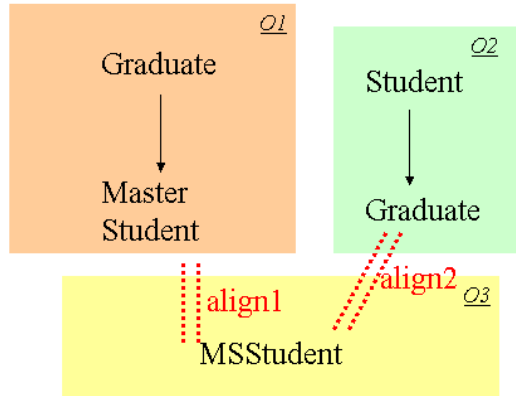 O1
Graduate
Master
Student
O2
Student
Graduate
align1
align2
O3
MSStudent